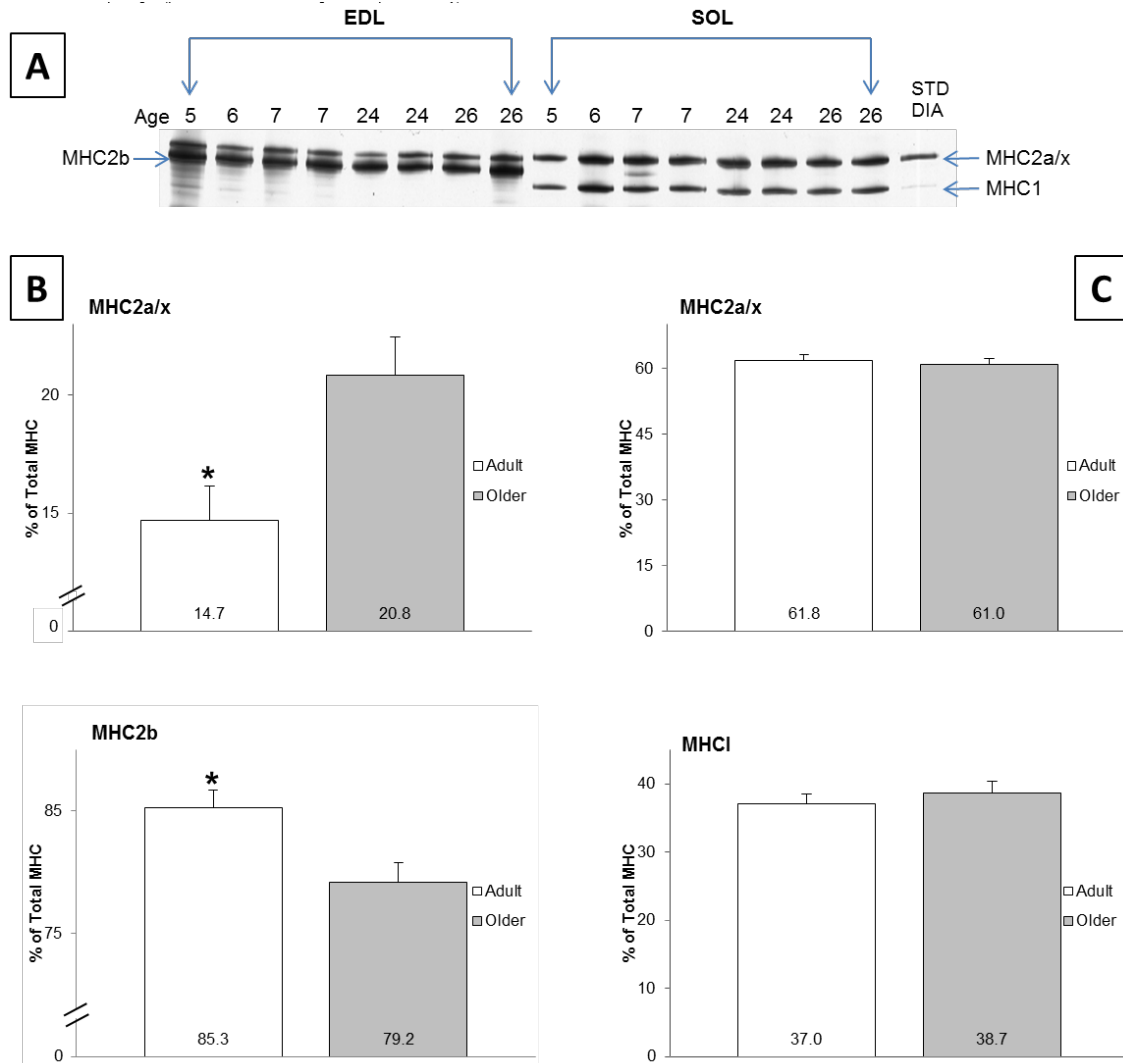 EDL SOL
A
STD
DIA
Age 5 6 7 7 24 24 26 26 5 6 7 7 24 24 26 26
MHC2b MHC2a/x
MHC1
B
MHC2a/x
% of Total MHC
20
15
0
*
14.7 20.8
Adult
Older
C
MHC2a/x
% of Total MHC
60
45
30
15
0
61.8 61.0
Adult
Older
MHC2b
% of Total MHC
85
75
0
*
85.3 79.2
Adult
Older
MHCI
% of Total MHC
40
30
20
10
0
37.0 38.7
Adult
Older